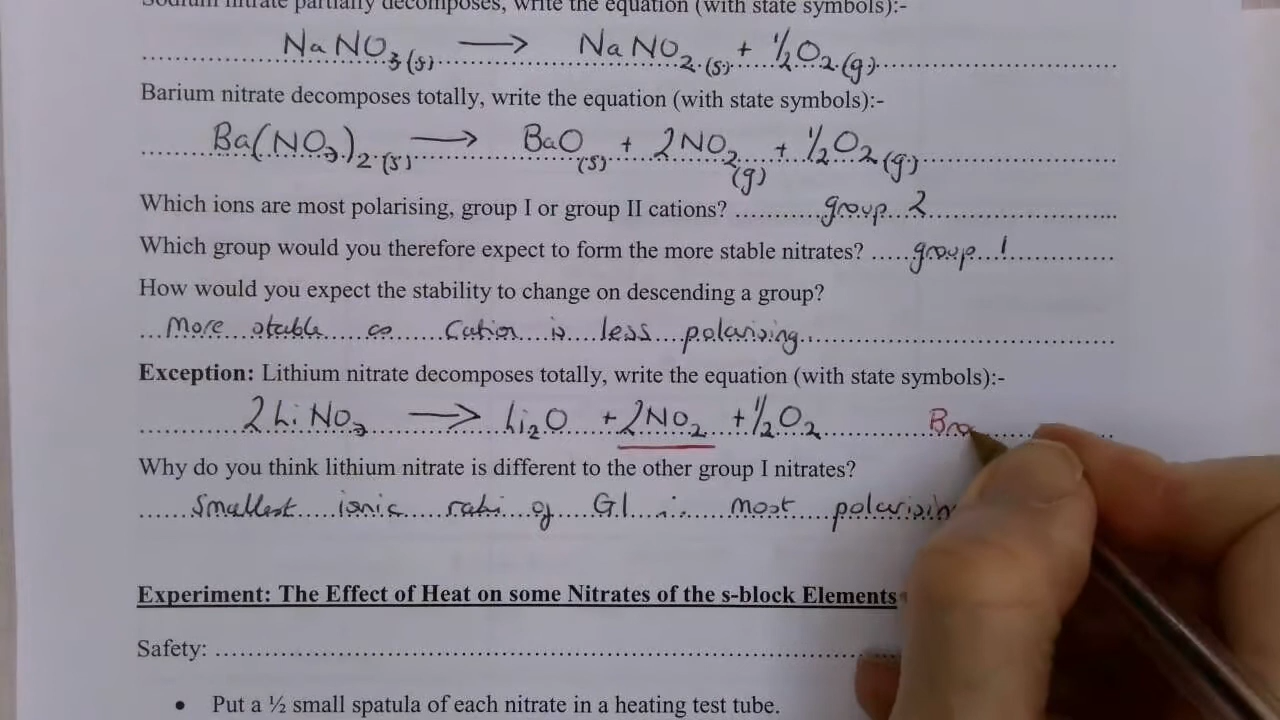 Sodium nitrate partially decomposes, write the equation (with state symbols):-
NaNO₃(s) → NaNO₂(s) + ½O₂(g)
Barium nitrate decomposes totally, write the equation (with state symbols):-
Ba(NO₃)₂(s) → BaO(s) + 2NO₂(g) + ½O₂(g)
Which ions are most polarising, group I or group II cations? group 2
Which group would you therefore expect to form the more stable nitrates? group 1
How would you expect the stability to change on descending a group?
More stable as cation is less polarising
Exception: Lithium nitrate decomposes totally, write the equation (with state symbols):-
2LiNO₃ → Li₂O + 2NO₂ + ½O₂ Bro
Why do you think lithium nitrate is different to the other group I nitrates?
Smallest ionic radii of G1 ∴ most polarisin
Experiment: The Effect of Heat on some Nitrates of the s-block Elements
Safety:
• Put a ½ small spatula of each nitrate in a heating test tube.